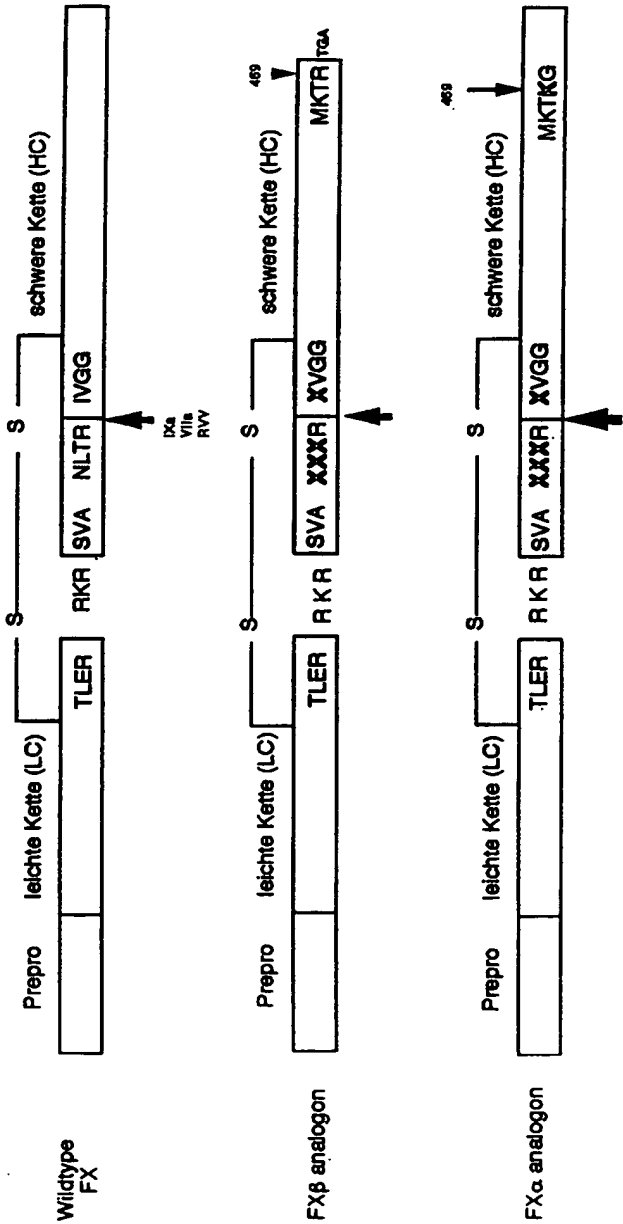 Wildtype
FX
Prepro
leichte Kette (LC)
S
S
schwere Kette (HC)
TLER
RKR
SVA
NLTR
IVGG
IXa
VIIa
RVV
FXβ analogon
Prepro
leichte Kette (LC)
S
S
schwere Kette (HC)
469
TLER
R K R
SVA
XXXR
XVGG
MKTR
TGA
FXα analogon
Prepro
leichte Kette (LC)
S
S
schwere Kette (HC)
469
TLER
R K R
SVA
XXXR
XVGG
MKTKG